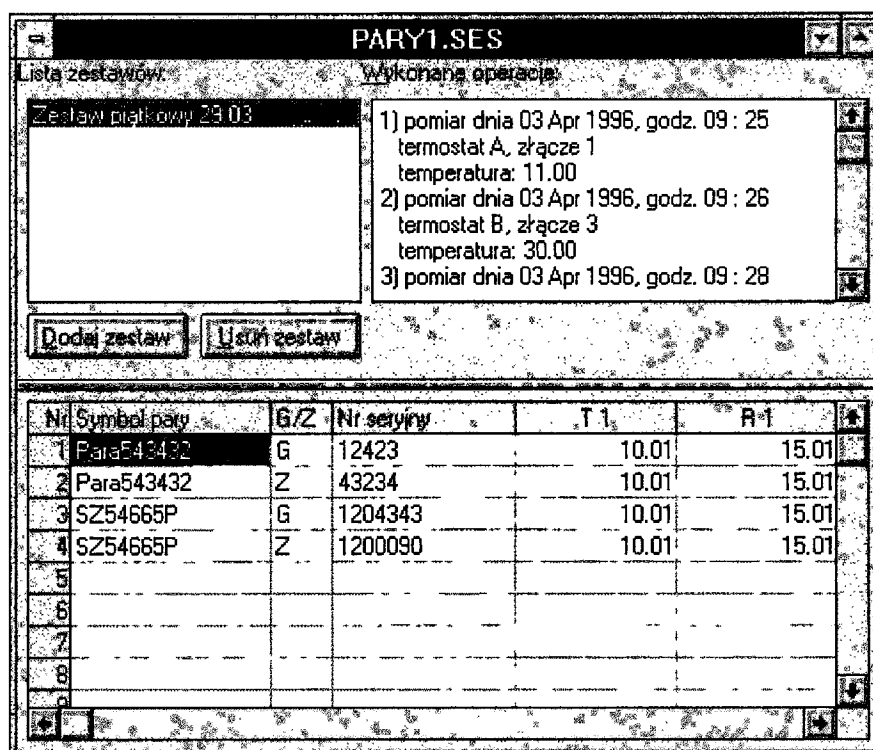 PARY1.SES
Lista zestawów: Wykonane operacje:
Zestaw piątkowy 29.03
1) pomiar dnia 03 Apr 1996, godz. 09 : 25
termostat A, złącze 1
temperatura: 11.00
2) pomiar dnia 03 Apr 1996, godz. 09 : 26
termostat B, złącze 3
temperatura: 30.00
3) pomiar dnia 03 Apr 1996, godz. 09 : 28
Dodaj zestaw Usuń zestaw
Nr Symbol pary G/Z Nr seryjny T 1 R 1
1 Para543432 G 12423 10.01 15.01
2 Para543432 Z 43234 10.01 15.01
3 SZ54665P G 1204343 10.01 15.01
4 SZ54665P Z 1200090 10.01 15.01
5
6
7
8
9